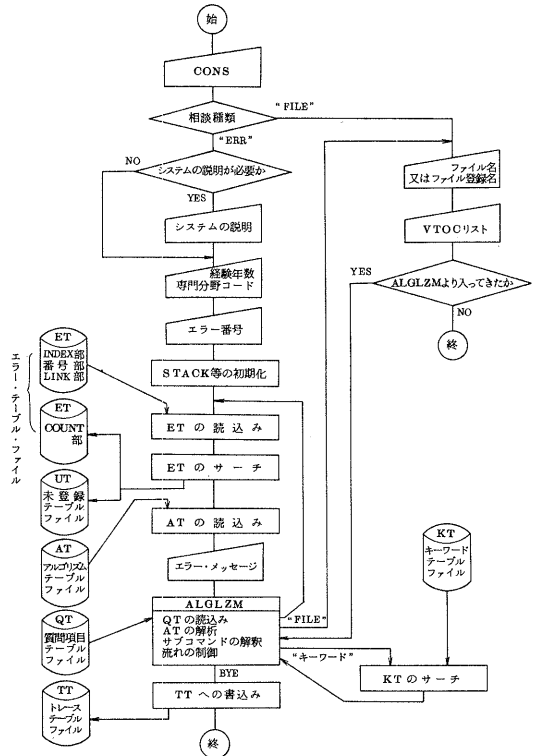 始
CONS
相談種類
"FILE"
"ERR"
NO
システムの説明が必要か
YES
システムの説明
経験年数
専門分野コード
エラー番号
STACK等の初期化
ETの読込み
ETのサーチ
ATの読込み
エラー・メッセージ
ALGLZM
QTの読込み
ATの解析
サブコマンドの解釈
流れの制御
"FILE"
"キーワード"
BYE
TTへの書込み
終
ファイル名
又はファイル登録名
VTOCリスト
YES
ALGLZMより入ってきたか
NO
終
エラー・テーブル・ファイル
ET
INDEX部
番号部
LINK部
ET
COUNT
部
UT
未登録
テーブル
ファイル
AT
アルゴリズム
テーブル
ファイル
QT
質問項目
テーブル
ファイル
TT
トレース
テーブル
ファイル
KT
キーワード
テーブル
ファイル
KTのサーチ